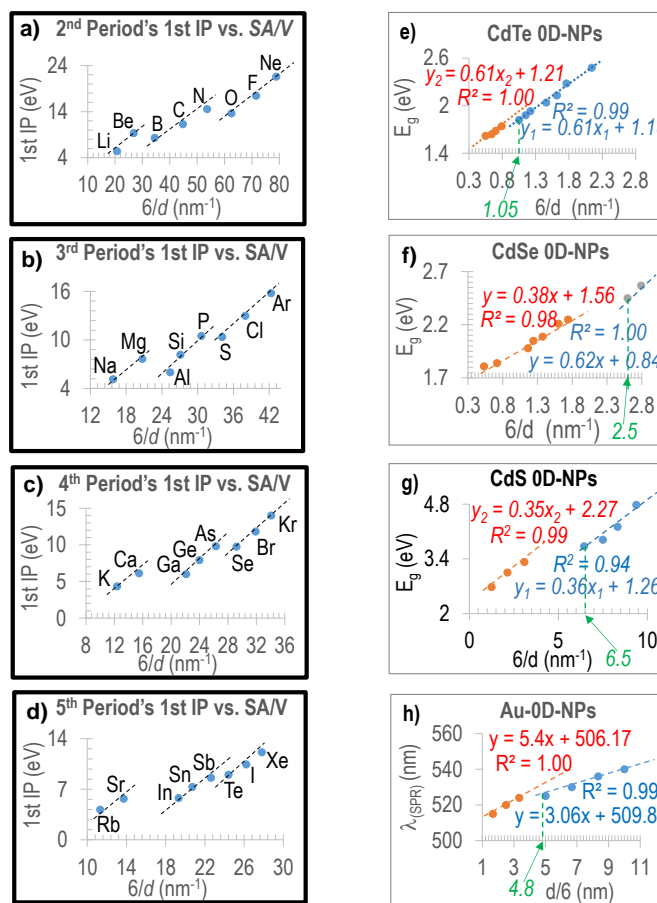 a) 2nd Period's 1st IP vs. SA/V
1st IP (eV)
24
14
4
Li
Be
B
C
N
O
F
Ne
10 20 30 40 50 60 70 80
6/d (nm-1)
b) 3rd Period's 1st IP vs. SA/V
1st IP (eV)
16
12
8
4
Na
Mg
Al
Si
P
S
Cl
Ar
12 18 24 30 36 42
6/d (nm-1)
c) 4th Period's 1st IP vs. SA/V
1st IP (eV)
15
10
5
0
K
Ca
Ga
Ge
As
Se
Br
Kr
8 12 16 20 24 28 32 36
6/d (nm-1)
d) 5th Period's 1st IP vs. SA/V
1st IP (eV)
14
7
0
Rb
Sr
In
Sn
Sb
Te
I
Xe
10 14 18 22 26 30
6/d (nm-1)
e) CdTe 0D-NPs
Eg (eV)
2.6
2
1.4
y2 = 0.61x2 + 1.21
R² = 1.00
R² = 0.99
y1 = 0.61x1 + 1.1
0.3 0.6 0.9 1.2 1.5 1.8 2.1 2.4
1.05
6/d (nm-1)
f) CdSe 0D-NPs
Eg (eV)
2.7
2.2
1.7
y = 0.38x + 1.56
R² = 0.98
R² = 1.00
y = 0.62x + 0.84
0.3 0.8 1.3 1.8 2.3 2.8
6/d (nm-1)
2.5
g) CdS 0D-NPs
Eg (eV)
4.8
3.4
2
y2 = 0.35x2 + 2.27
R2 = 0.99
R2 = 0.94
y1 = 0.36x1 + 1.26
0 5 10
6/d (nm-1)
6.5
h) Au-0D-NPs
λ(SPR) (nm)
560
540
520
500
y = 5.4x + 506.17
R² = 1.00
R² = 0.99
y = 3.06x + 509.8
1 3 5 7 9 11
4.8
d/6 (nm)